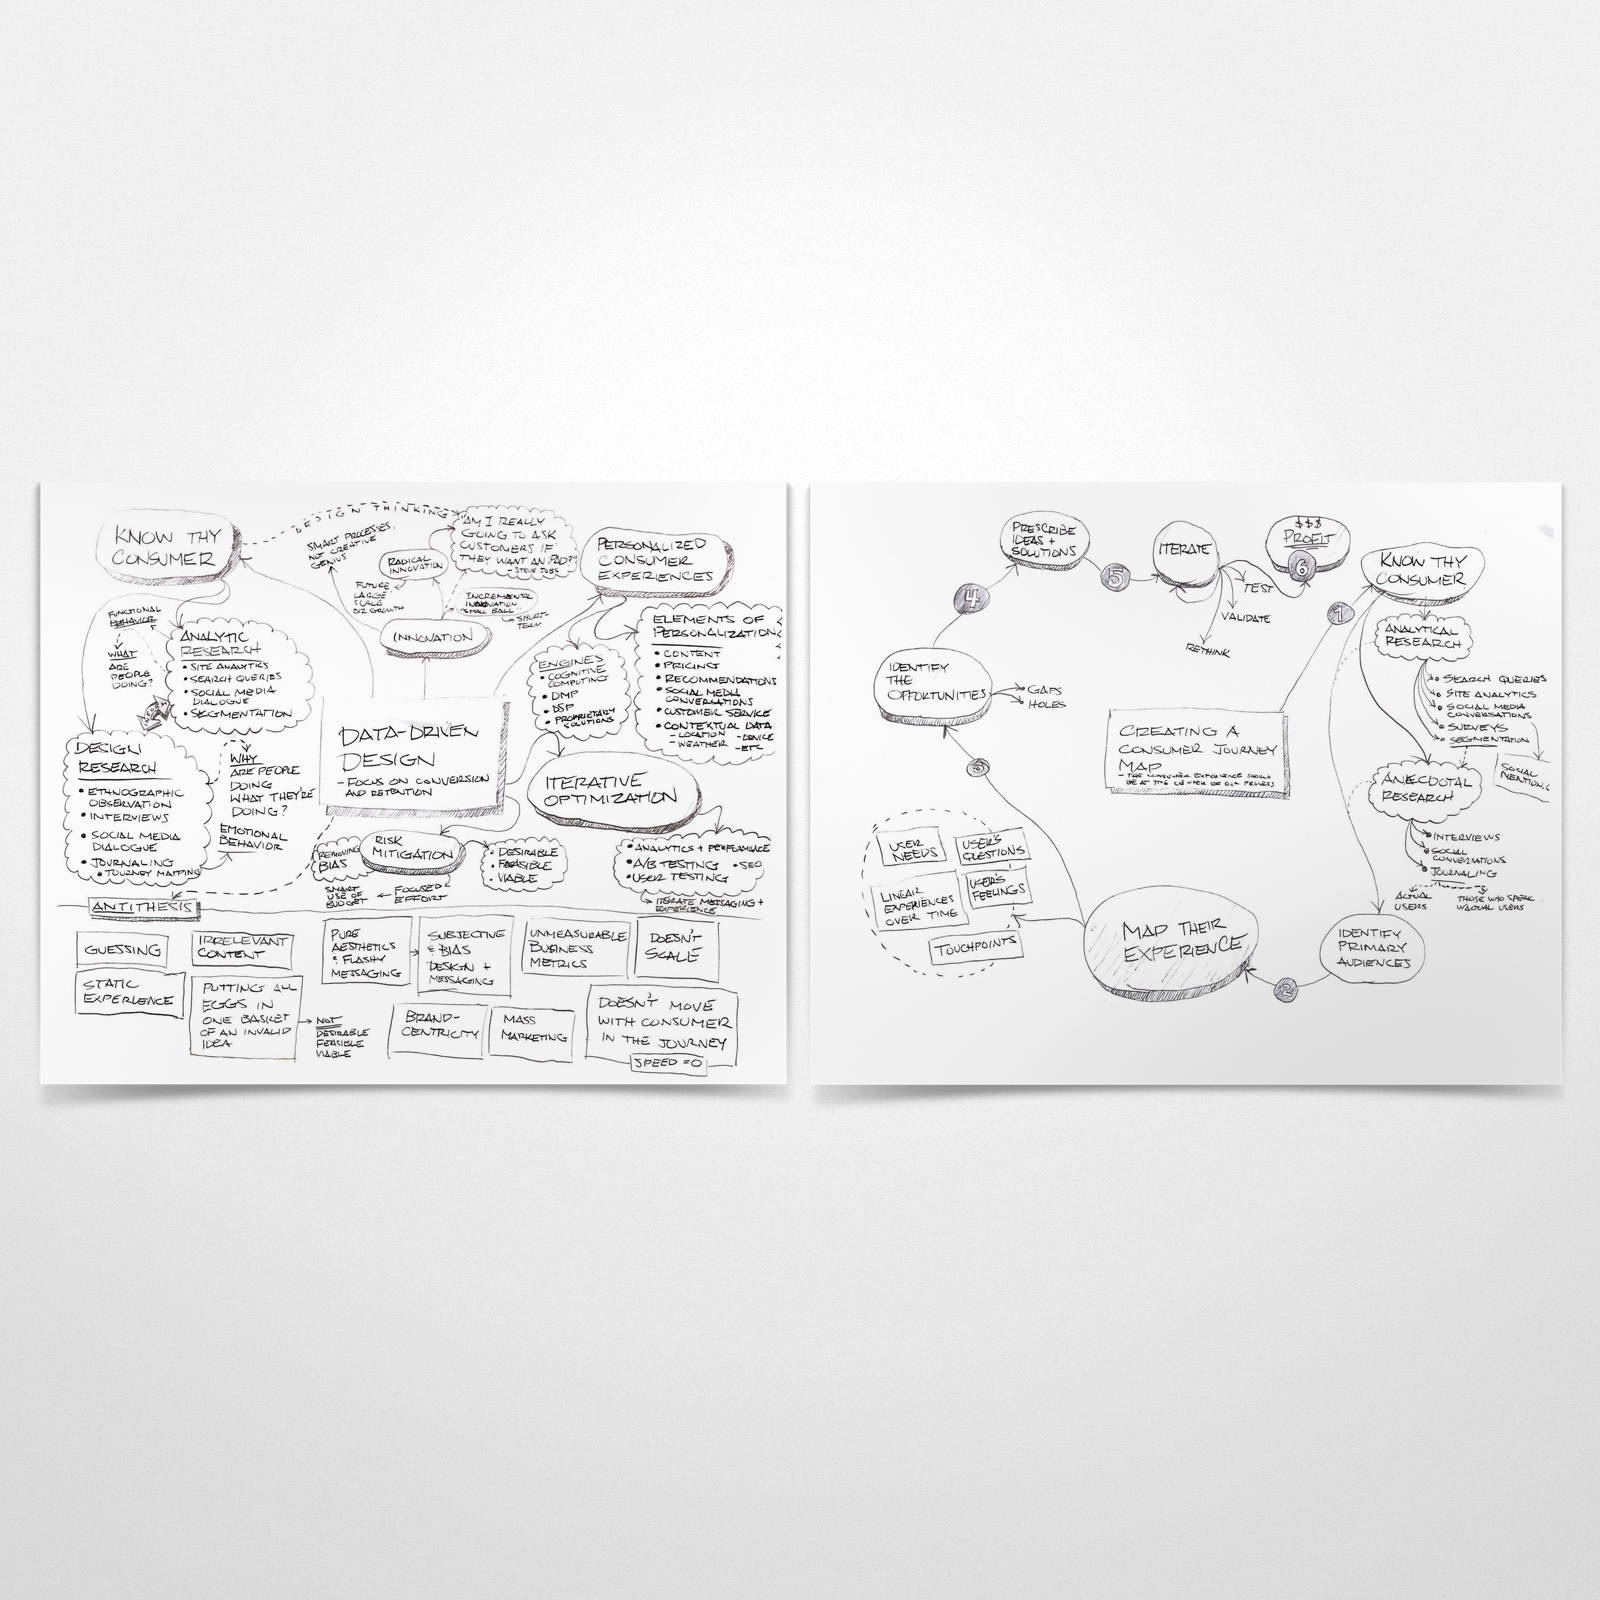 KNOW THY
CONSUMER
DESIGN THINKING
SMART PROCESSES,
NOT CREATIVE
GENIUS
RADICAL
INNOVATION
FUTURE
LARGE
SCALE
BIZ GROWTH
"AM I REALLY
GOING TO ASK
CUSTOMERS IF
THEY WANT AN IPAD?"
- STEVE JOBS
INCREMENTAL
INNOVATION
"SMALL BALL"
SHORT-
TERM
INNOVATION
PERSONALIZED
CONSUMER
EXPERIENCES
FUNCTIONAL
BEHAVIOR
WHAT
ARE
PEOPLE
DOING?
ANALYTIC
RESEARCH
• SITE ANALYTICS
• SEARCH QUERIES
• SOCIAL MEDIA
DIALOGUE
• SEGMENTATION
DESIGN
RESEARCH
• ETHNOGRAPHIC
OBSERVATION
• INTERVIEWS
• SOCIAL MEDIA
DIALOGUE
• JOURNALING
• JOURNEY MAPPING
WHY
ARE PEOPLE
DOING
WHAT THEY'RE
DOING?
EMOTIONAL
BEHAVIOR
DATA-DRIVEN
DESIGN
- FOCUS ON CONVERSION
AND RETENTION
ENGINES
• COGNITIVE
COMPUTING
• DMP
• DSP
• PROPRIETARY
SOLUTIONS
ELEMENTS OF
PERSONALIZATION
• CONTENT
• PRICING
• RECOMMENDATIONS
• SOCIAL MEDIA
CONVERSATIONS
• CUSTOMER SERVICE
• CONTEXTUAL DATA
- LOCATION - DEVICE
- WEATHER - ETC
ITERATIVE
OPTIMIZATION
REMOVING
BIAS
RISK
MITIGATION
• DESIRABLE
• FEASIBLE
• VIABLE
SMART
USE OF
BUDGET
FOCUSED
EFFORT
• ANALYTICS + PERFORMANCE
• A/B TESTING • SEO
• USER TESTING
ITERATE MESSAGING +
EXPERIENCE
ANTITHESIS
GUESSING
IRRELEVANT
CONTENT
PURE
AESTHETICS
& FLASHY
MESSAGING
SUBJECTIVE
& BIAS
DESIGN +
MESSAGING
UNMEASURABLE
BUSINESS
METRICS
DOESN'T
SCALE
STATIC
EXPERIENCE
PUTTING ALL
EGGS IN
ONE BASKET
OF AN INVALID
IDEA
NOT
DESIRABLE
FEASIBLE
VIABLE
BRAND-
CENTRICITY
MASS
MARKETING
DOESN'T MOVE
WITH CONSUMER
IN THE JOURNEY
SPEED = 0
PRESCRIBE
IDEAS +
SOLUTIONS
5
ITERATE
TEST
VALIDATE
RETHINK
$$$
PROFIT
6
1
KNOW THY
CONSUMER
ANALYTICAL
RESEARCH
SEARCH QUERIES
SITE ANALYTICS
SOCIAL MEDIA
CONVERSATIONS
SURVEYS
SEGMENTATION
SOCIAL
MENTION.C
ANECDOTAL
RESEARCH
INTERVIEWS
SOCIAL
CONVERSATIONS
JOURNALING
ACTUAL
USERS
THOSE WHO SPEAK
W/ACTUAL USERS
4
IDENTIFY
THE
OPPORTUNITIES
GAPS
HOLES
3
CREATING A
CONSUMER JOURNEY
MAP
- THE CONSUMER EXPERIENCE SHOULD
BE AT THE CENTER OF OUR PROCESS
USER
NEEDS
USER'S
QUESTIONS
LINEAR
EXPERIENCES
OVER TIME
USER'S
FEELINGS
TOUCHPOINTS
MAP THEIR
EXPERIENCE
2
IDENTIFY
PRIMARY
AUDIENCES